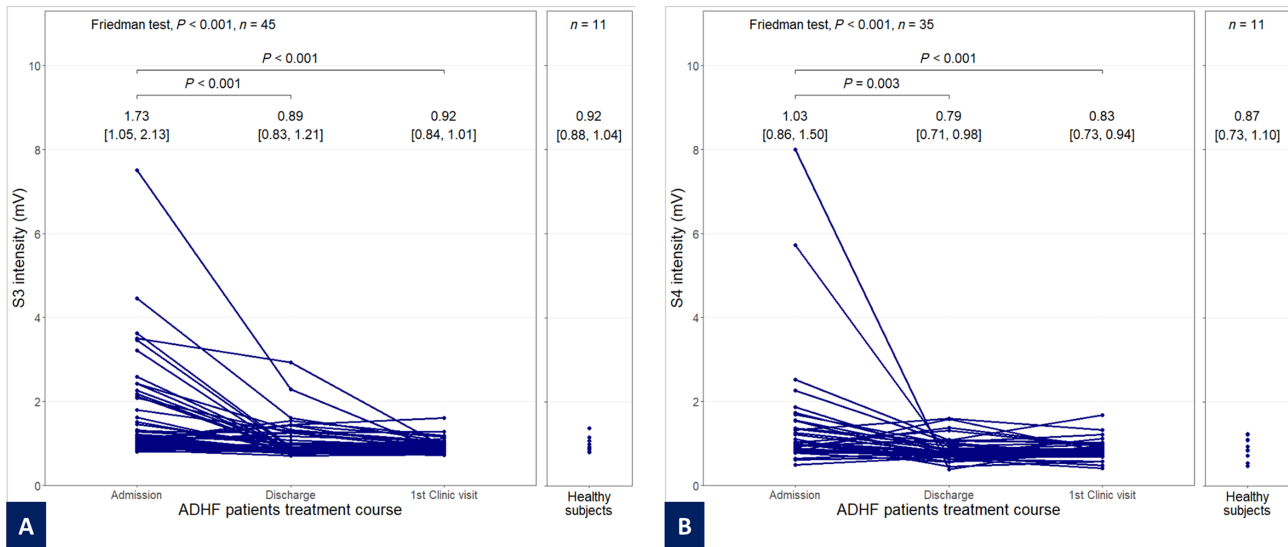 Friedman test, P < 0.001, n = 45
n = 11
P < 0.001
P < 0.001
1.73
[1.05, 2.13]
0.89
[0.83, 1.21]
0.92
[0.84, 1.01]
0.92
[0.88, 1.04]
10
8
6
4
2
0
S3 intensity (mV)
Admission
Discharge
1st Clinic visit
ADHF patients treatment course
Healthy
subjects
A
Friedman test, P < 0.001, n = 35
n = 11
P < 0.001
P = 0.003
1.03
[0.86, 1.50]
0.79
[0.71, 0.98]
0.83
[0.73, 0.94]
0.87
[0.73, 1.10]
10
8
6
4
2
0
S4 intensity (mV)
Admission
Discharge
1st Clinic visit
ADHF patients treatment course
Healthy
subjects
B